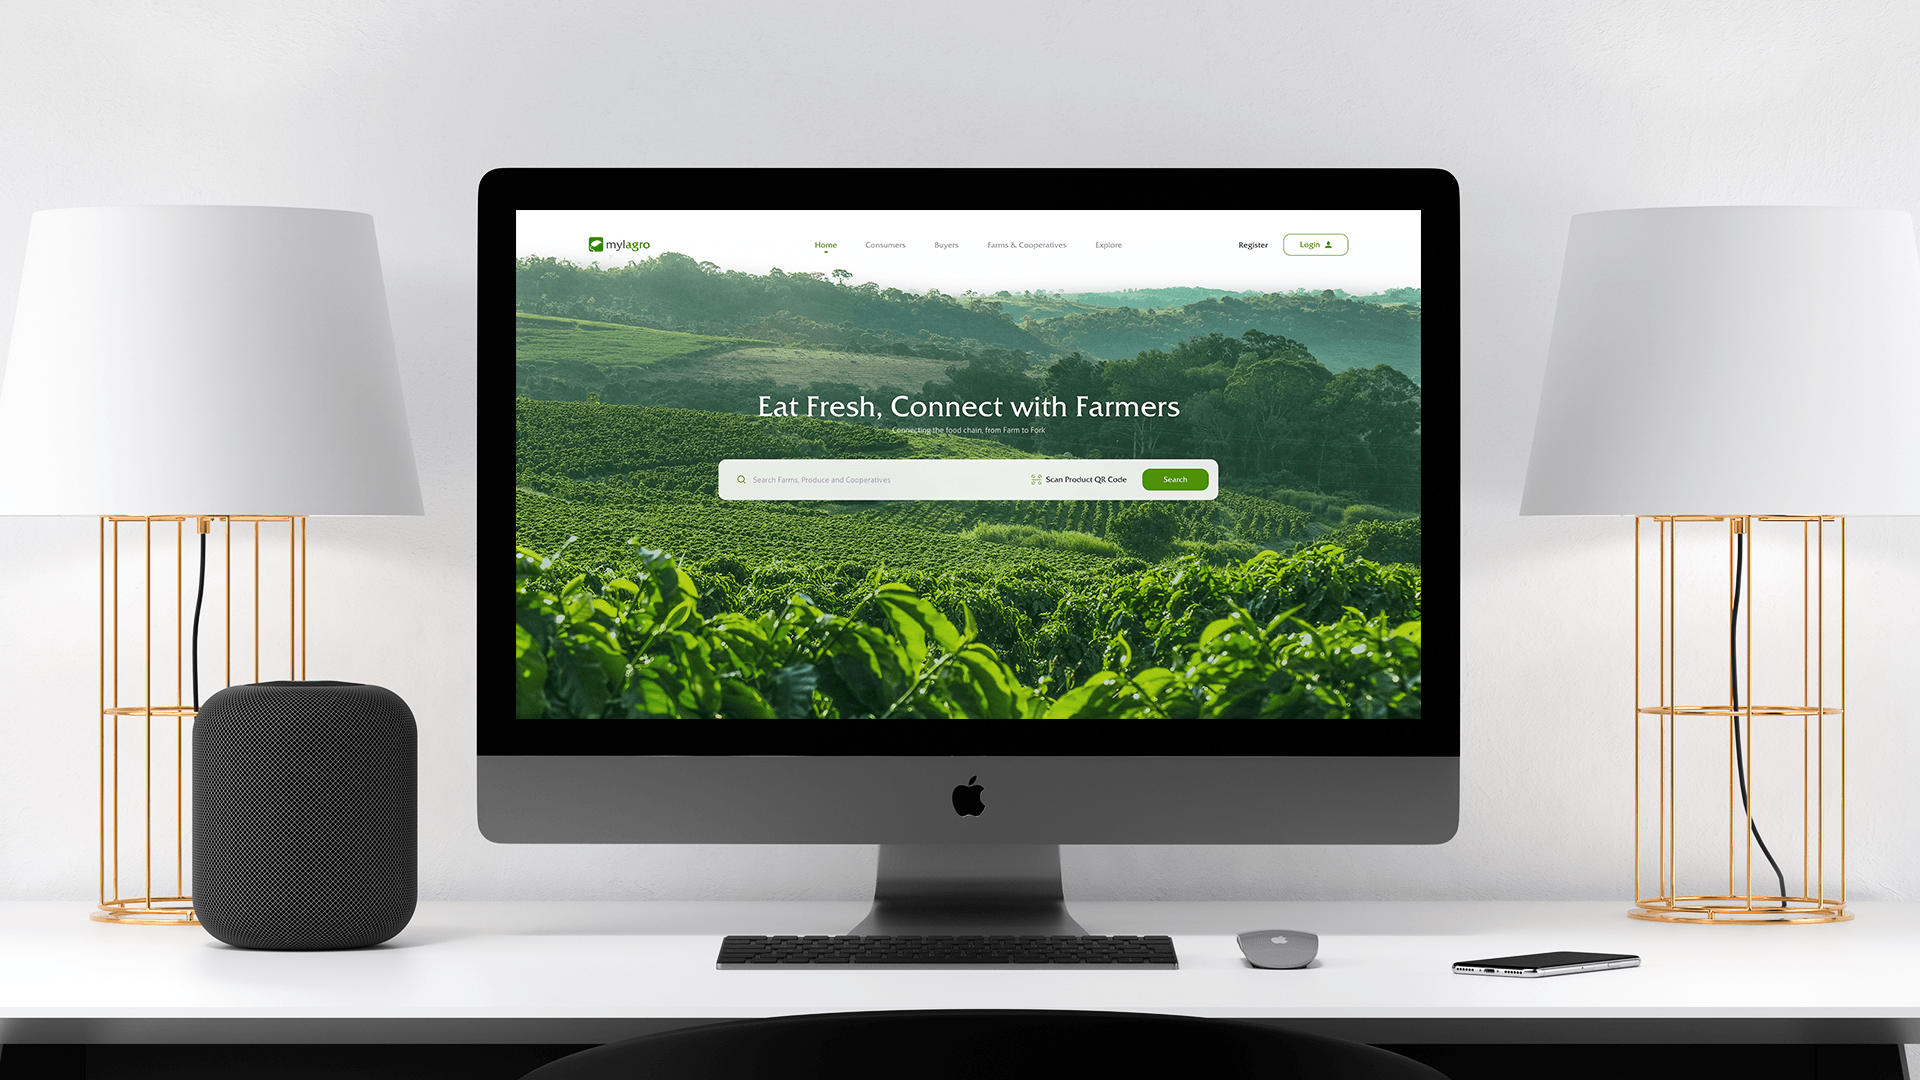 mylagro
Home
Consumers
Buyers
Farms & Cooperatives
Explore
Register
Login
Eat Fresh, Connect with Farmers
Connecting the food chain, from Farm to Fork
Search Farms, Produce and Cooperatives
Scan Product QR Code
Search